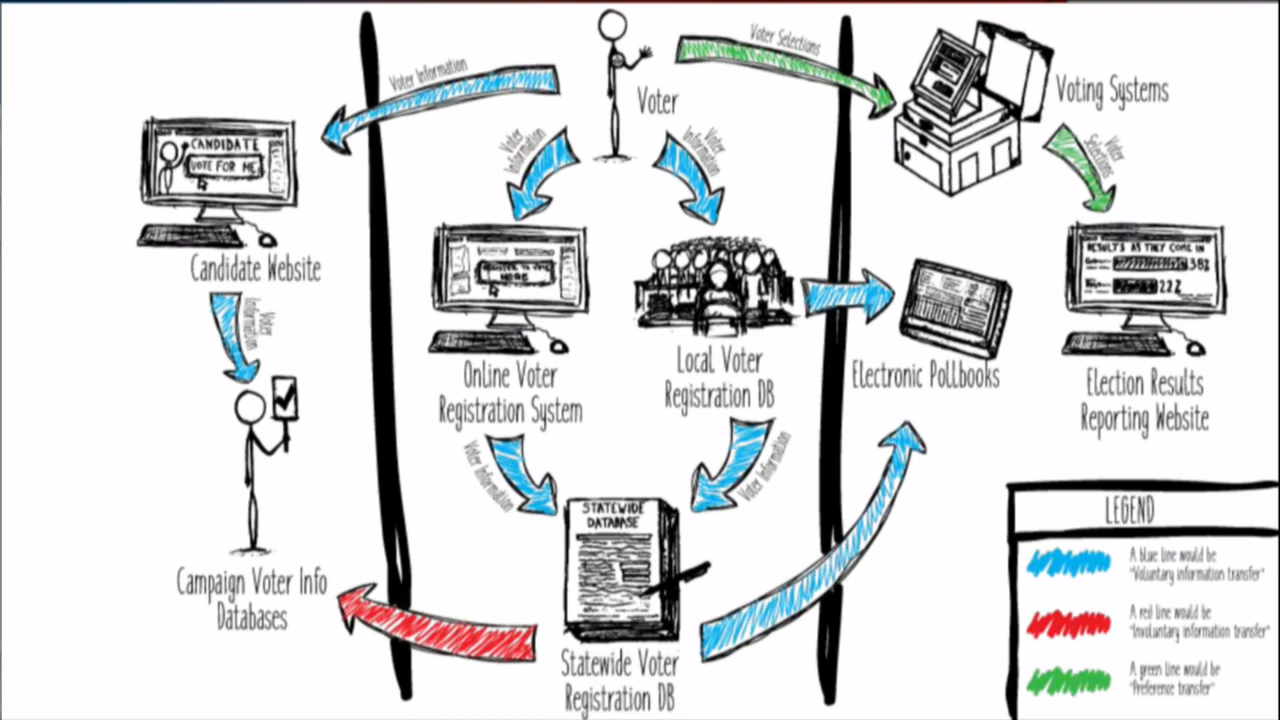 Voter Information
Voter Selections
Voter
Voting Systems
CANDIDATE
VOTE FOR ME
Candidate Website
Voter
Information
Voter
Information
Voter
Selections
RESULTS AS THEY COME IN
38%
22%
Voter
Information
Online Voter
Registration System
Local Voter
Registration DB
Electronic Pollbooks
Election Results
Reporting Website
Voter Information
Voter Information
STATEWIDE
DATABASE
Campaign Voter Info
Databases
Statewide Voter
Registration DB
LEGEND
A blue line would be
"Voluntary information transfer"
A red line would be
"Involuntary information transfer"
A green line would be
"Preference transfer"